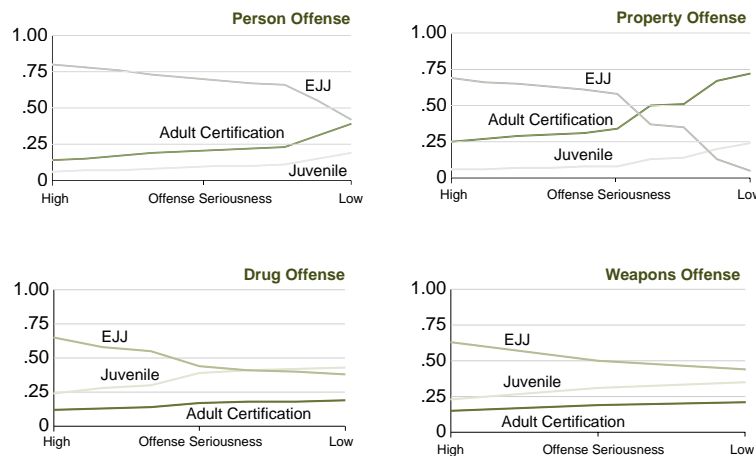 Person Offense
1.00
.75
EJJ
.50
Adult Certification
.25
Juvenile
0
High Offense Seriousness Low
Property Offense
1.00
.75
EJJ
.50
Adult Certification
Juvenile
.25
0
High Offense Seriousness Low
Drug Offense
1.00
.75
EJJ
.50
Juvenile
.25
Adult Certification
0
High Offense Seriousness Low
Weapons Offense
1.00
.75
EJJ
.50
Juvenile
.25
Adult Certification
0
High Offense Seriousness Low